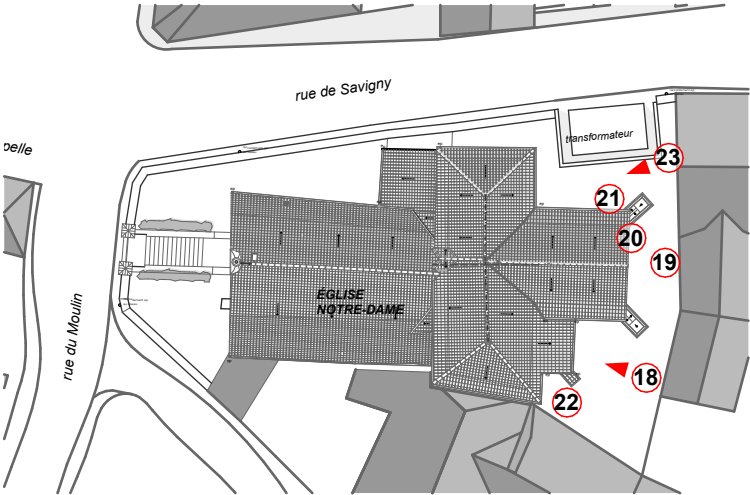 rue de Savigny
pelle
transformateur
23
21
20
19
ÉGLISE
NOTRE-DAME
rue du Moulin
18
22